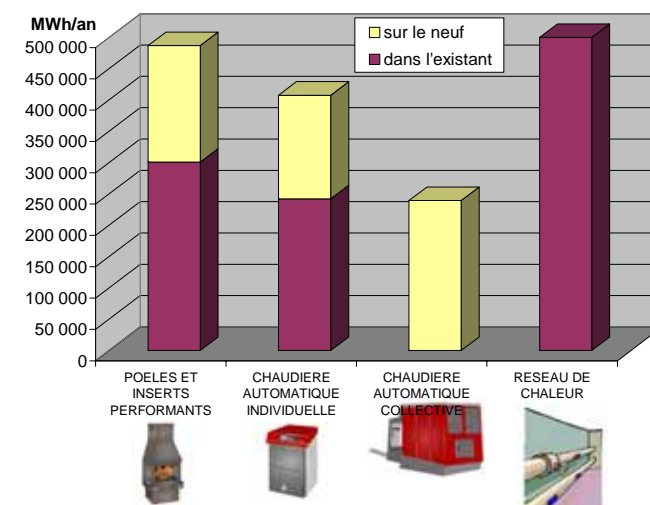 MWh/an
sur le neuf
dans l'existant
500 000
450 000
400 000
350 000
300 000
250 000
200 000
150 000
100 000
50 000
0
POELES ET
INSERTS
PERFORMANTS
CHAUDIERE
AUTOMATIQUE
INDIVIDUELLE
CHAUDIERE
AUTOMATIQUE
COLLECTIVE
RESEAU DE
CHALEUR